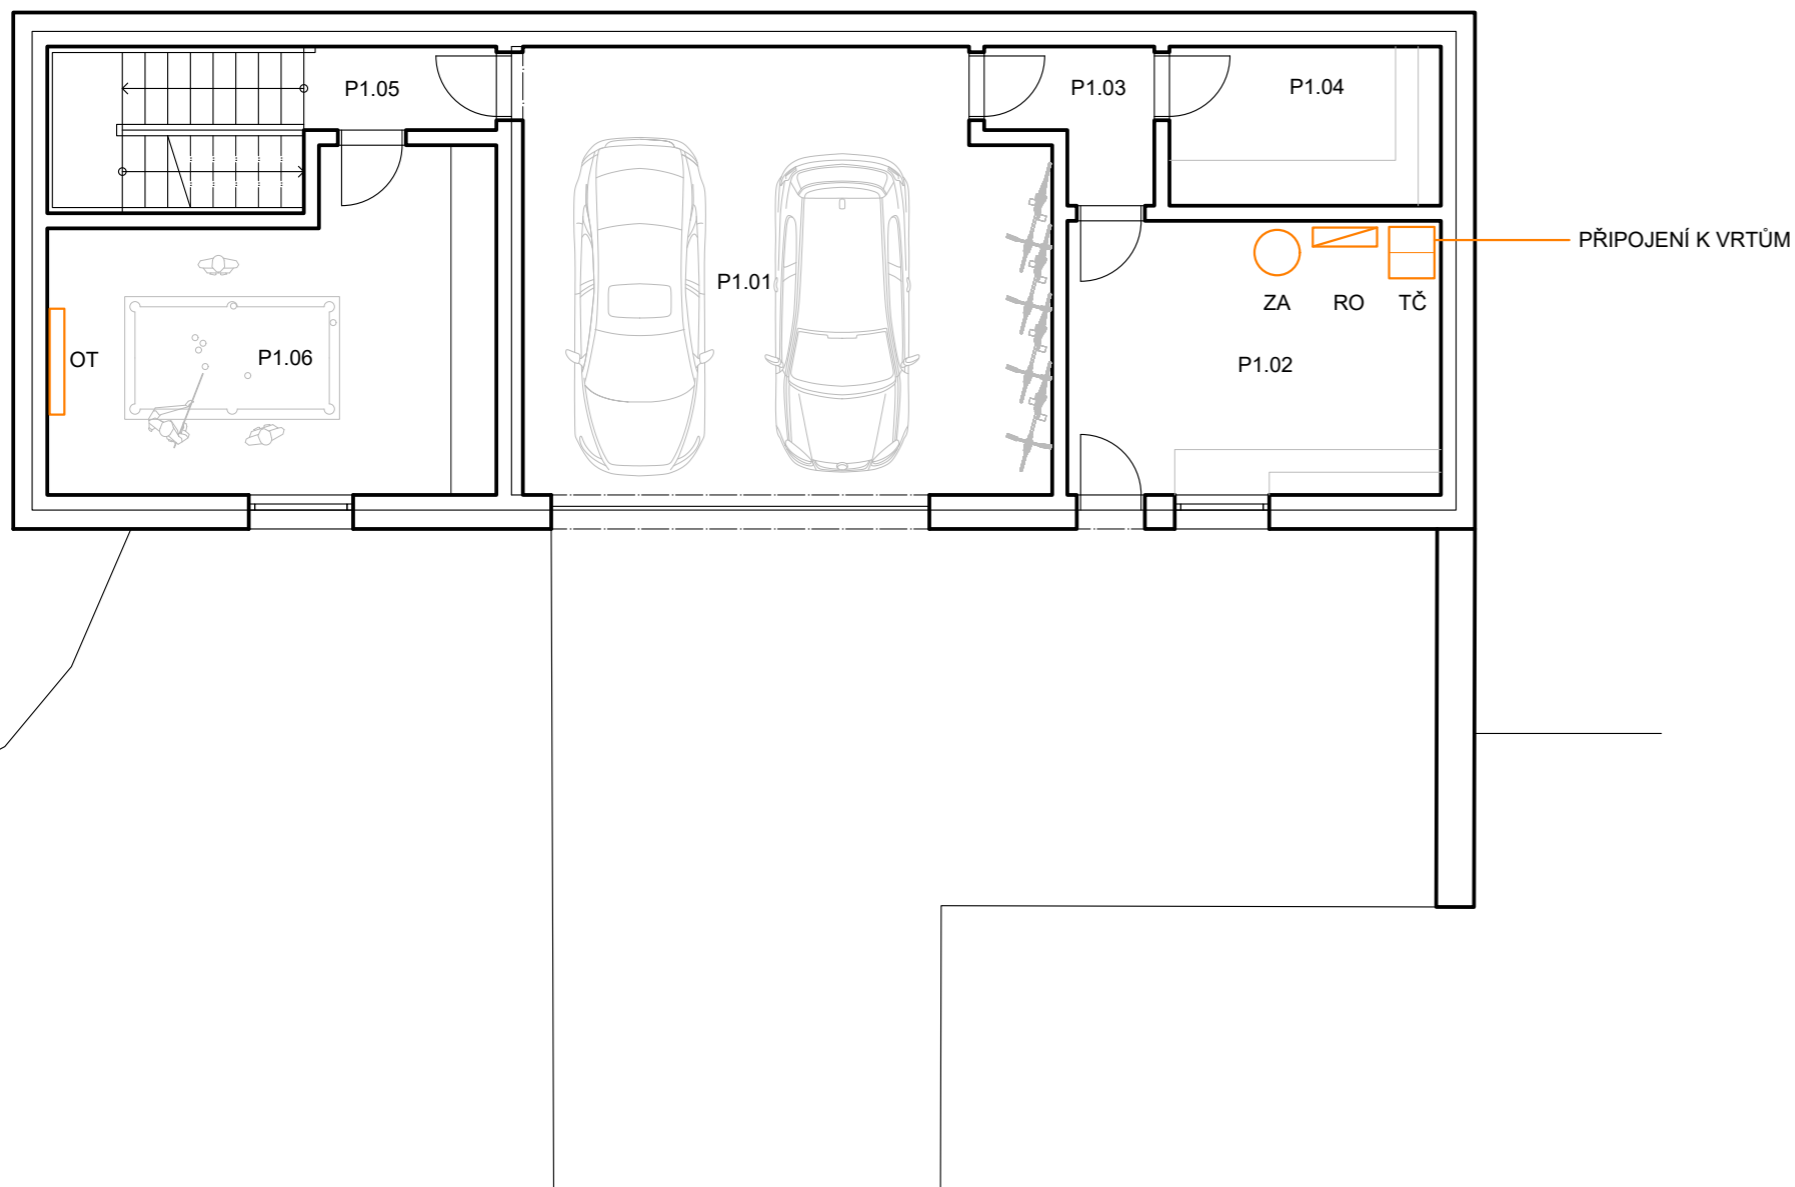 P1.05
P1.03
P1.04
PŘIPOJENÍ K VRTŮM
P1.01
ZA
RO
TČ
OT
P1.06
P1.02